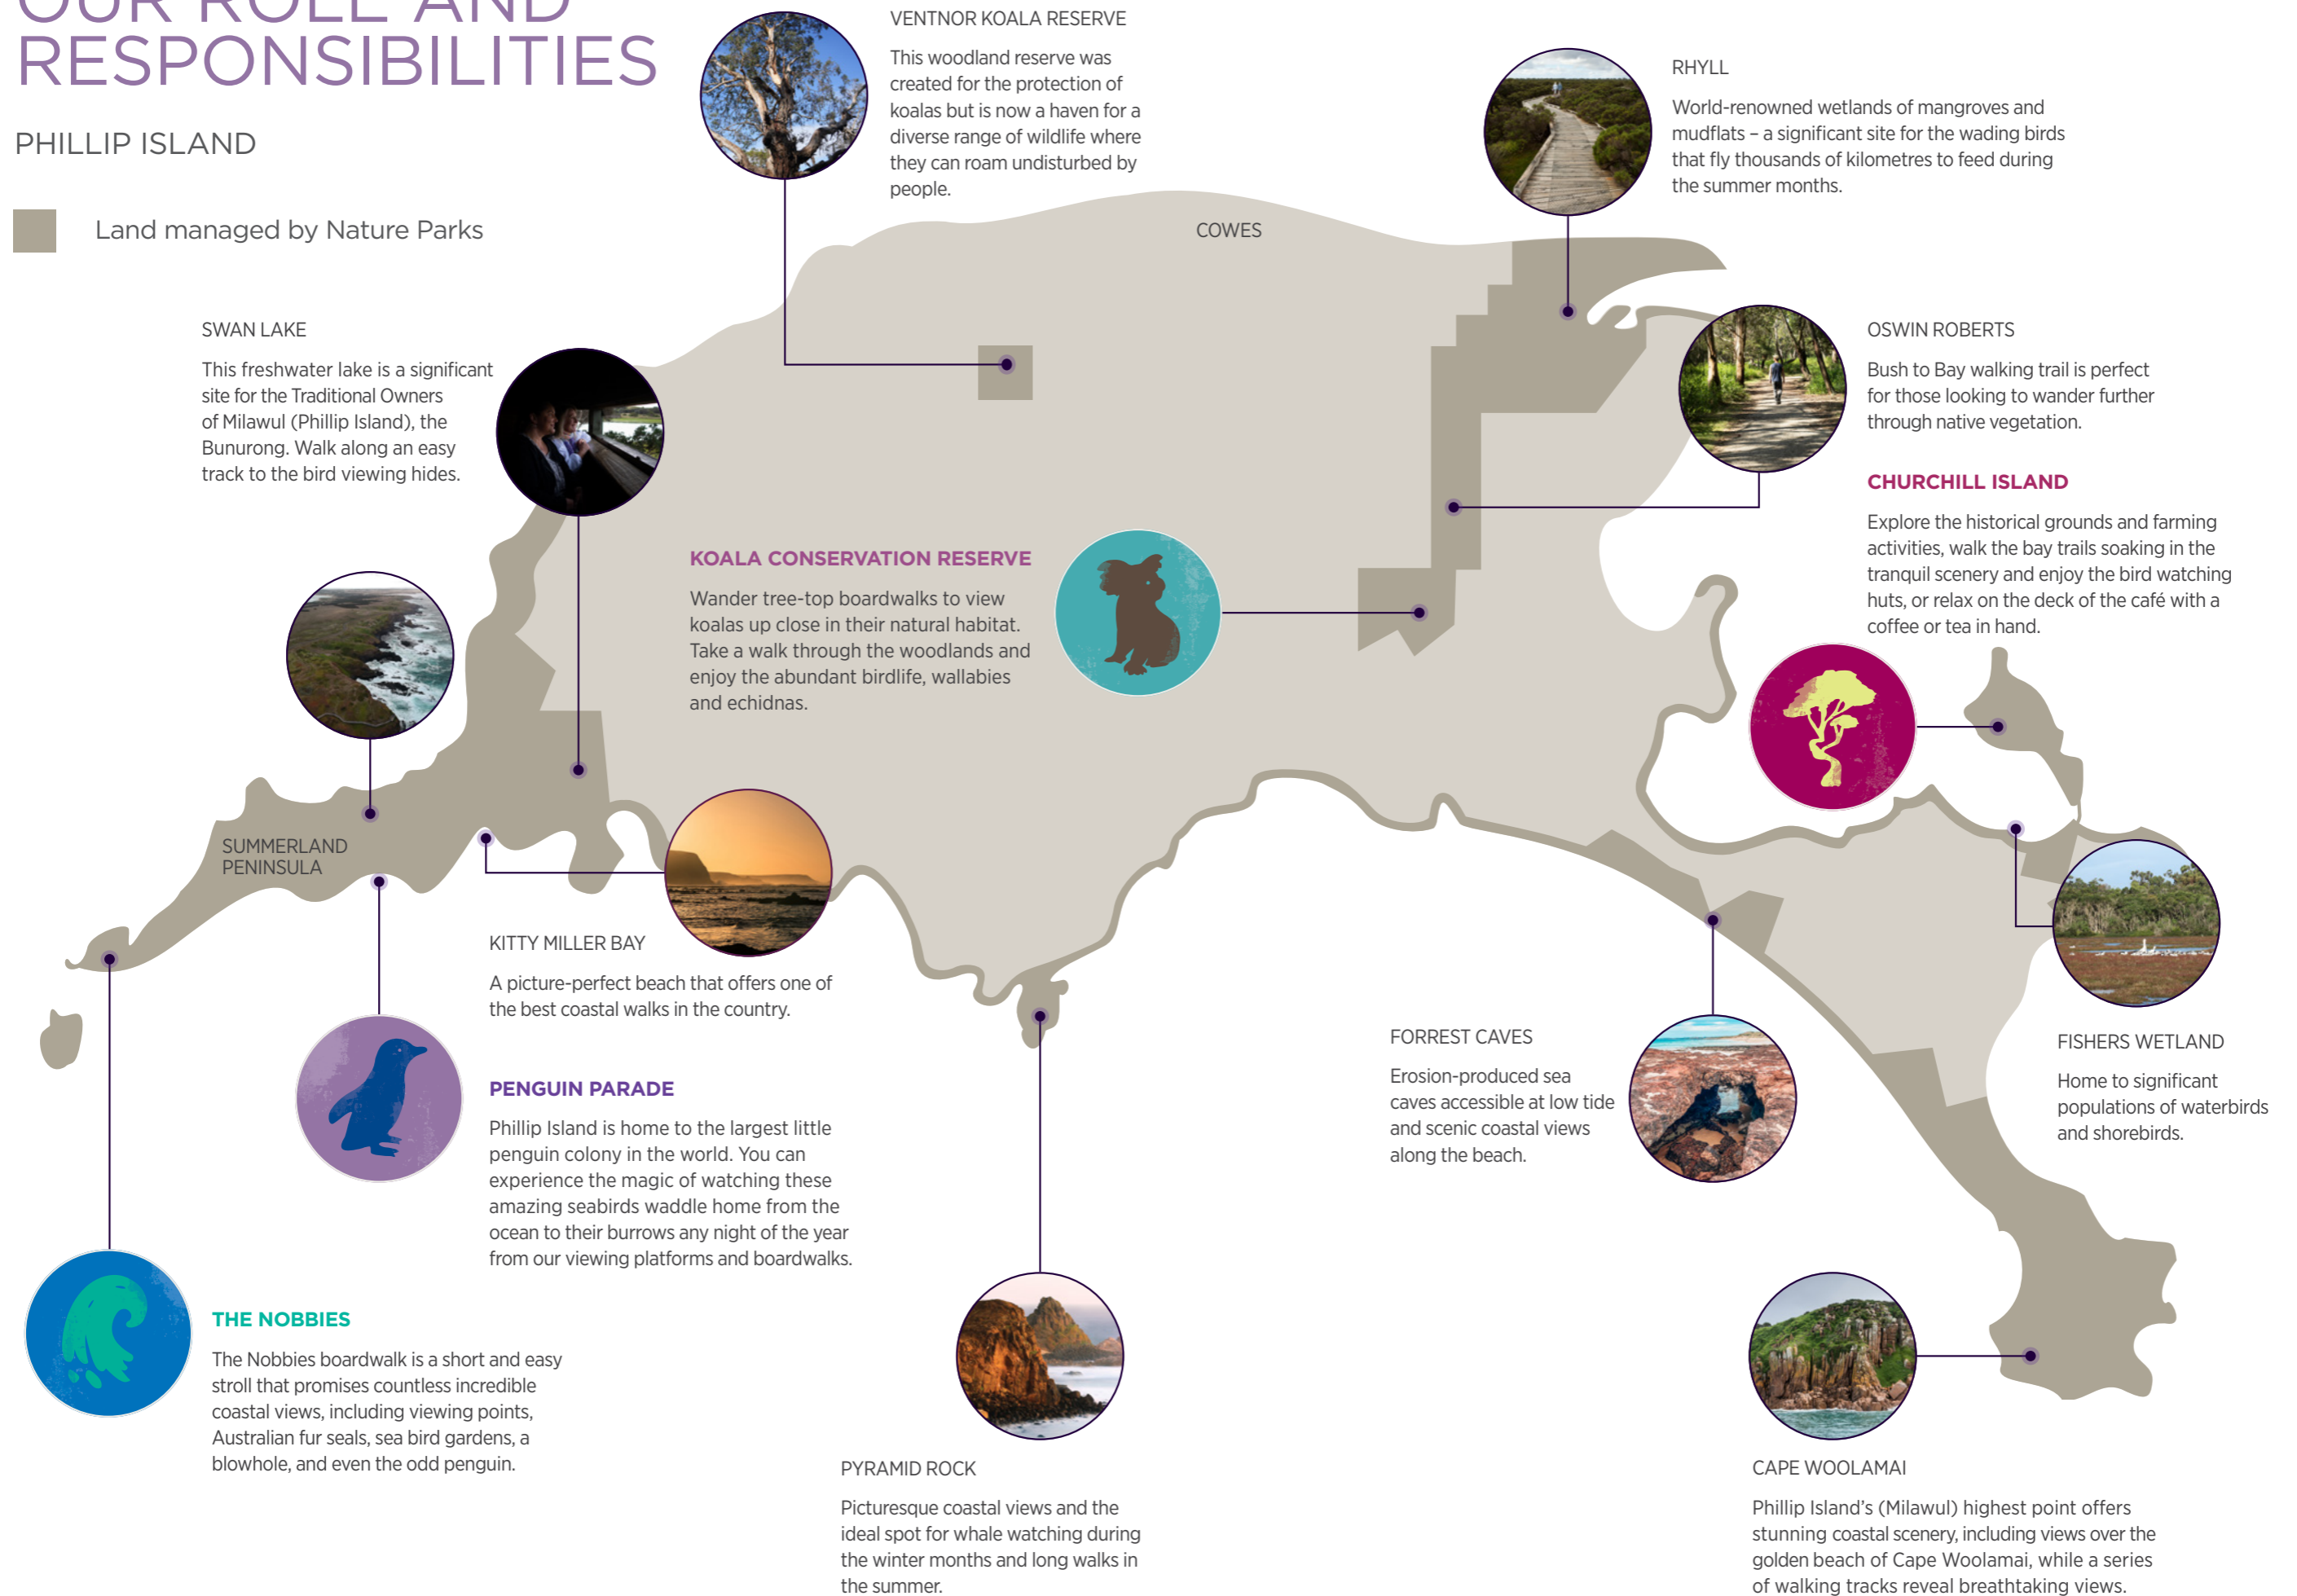 OUR ROLE AND
RESPONSIBILITIES
PHILLIP ISLAND
Land managed by Nature Parks
VENTNOR KOALA RESERVE
This woodland reserve was
created for the protection of
koalas but is now a haven for a
diverse range of wildlife where
they can roam undisturbed by
people.
RHYLL
World-renowned wetlands of mangroves and
mudflats – a significant site for the wading birds
that fly thousands of kilometres to feed during
the summer months.
COWES
SWAN LAKE
This freshwater lake is a significant
site for the Traditional Owners
of Milawul (Phillip Island), the
Bunurong. Walk along an easy
track to the bird viewing hides.
OSWIN ROBERTS
Bush to Bay walking trail is perfect
for those looking to wander further
through native vegetation.
CHURCHILL ISLAND
Explore the historical grounds and farming
activities, walk the bay trails soaking in the
tranquil scenery and enjoy the bird watching
huts, or relax on the deck of the café with a
coffee or tea in hand.
KOALA CONSERVATION RESERVE
Wander tree-top boardwalks to view
koalas up close in their natural habitat.
Take a walk through the woodlands and
enjoy the abundant birdlife, wallabies
and echidnas.
SUMMERLAND
PENINSULA
KITTY MILLER BAY
A picture-perfect beach that offers one of
the best coastal walks in the country.
PENGUIN PARADE
Phillip Island is home to the largest little
penguin colony in the world. You can
experience the magic of watching these
amazing seabirds waddle home from the
ocean to their burrows any night of the year
from our viewing platforms and boardwalks.
FORREST CAVES
Erosion-produced sea
caves accessible at low tide
and scenic coastal views
along the beach.
FISHERS WETLAND
Home to significant
populations of waterbirds
and shorebirds.
THE NOBBIES
The Nobbies boardwalk is a short and easy
stroll that promises countless incredible
coastal views, including viewing points,
Australian fur seals, sea bird gardens, a
blowhole, and even the odd penguin.
PYRAMID ROCK
Picturesque coastal views and the
ideal spot for whale watching during
the winter months and long walks in
the summer.
CAPE WOOLAMAI
Phillip Island's (Milawul) highest point offers
stunning coastal scenery, including views over the
golden beach of Cape Woolamai, while a series
of walking tracks reveal breathtaking views.